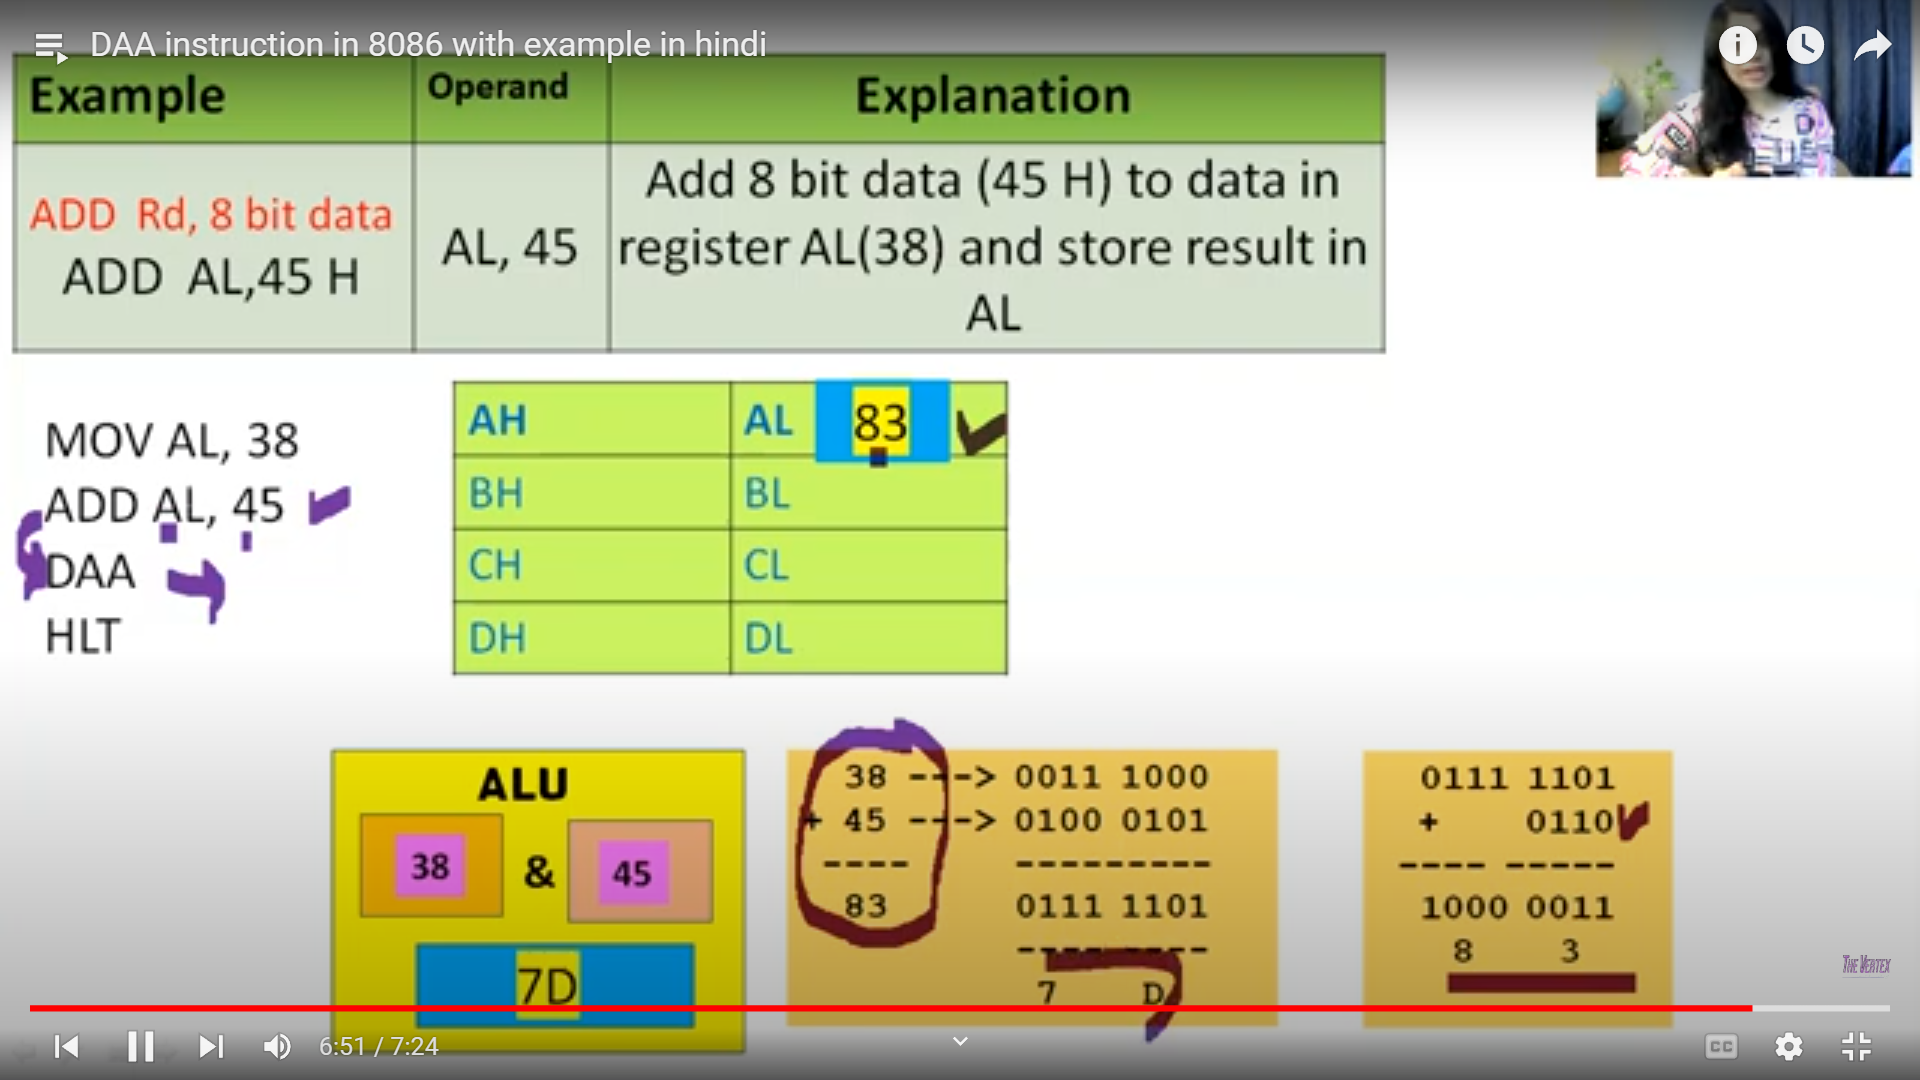 DAA instruction in 8086 with example in hindi
Example
Operand
Explanation
ADD Rd, 8 bit data
ADD AL,45 H
AL, 45
Add 8 bit data (45 H) to data in
register AL(38) and store result in
AL
MOV AL, 38
ADD AL, 45
DAA
HLT
AH
AL
83
BH
BL
CH
CL
DH
DL
ALU
38
&
45
7D
38 ---> 0011 1000
+ 45 ---> 0100 0101
---- ---------
83 0111 1101
---------
7 D
0111 1101
+ 0110
---- -----
1000 0011
8 3
THE VERTEX
6:51 / 7:24
CC